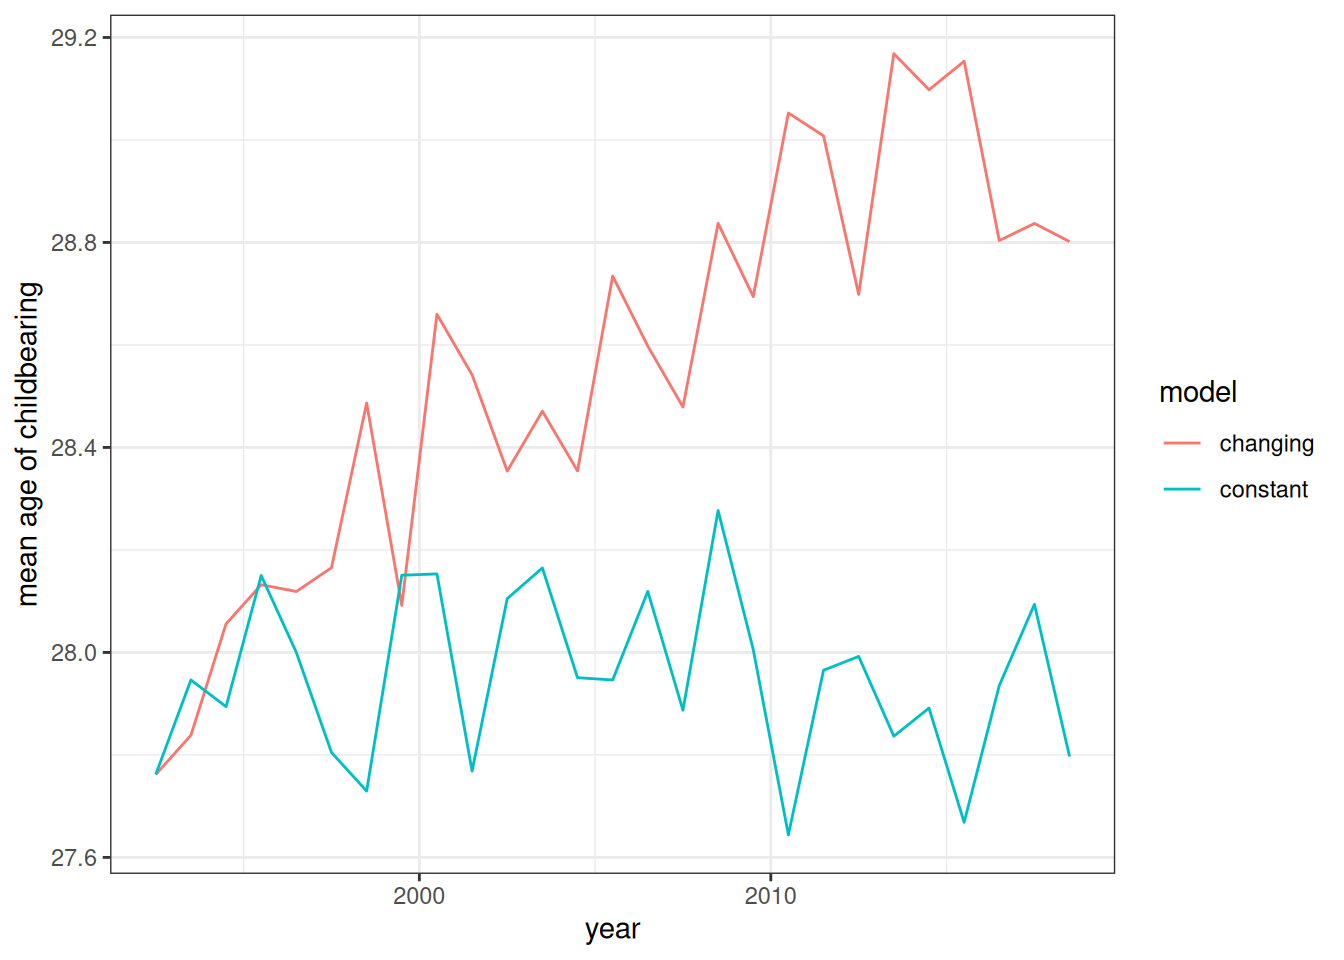 29.2
28.8
28.4
28.0
27.6
mean age of childbearing
2000
2010
year
model
changing
constant